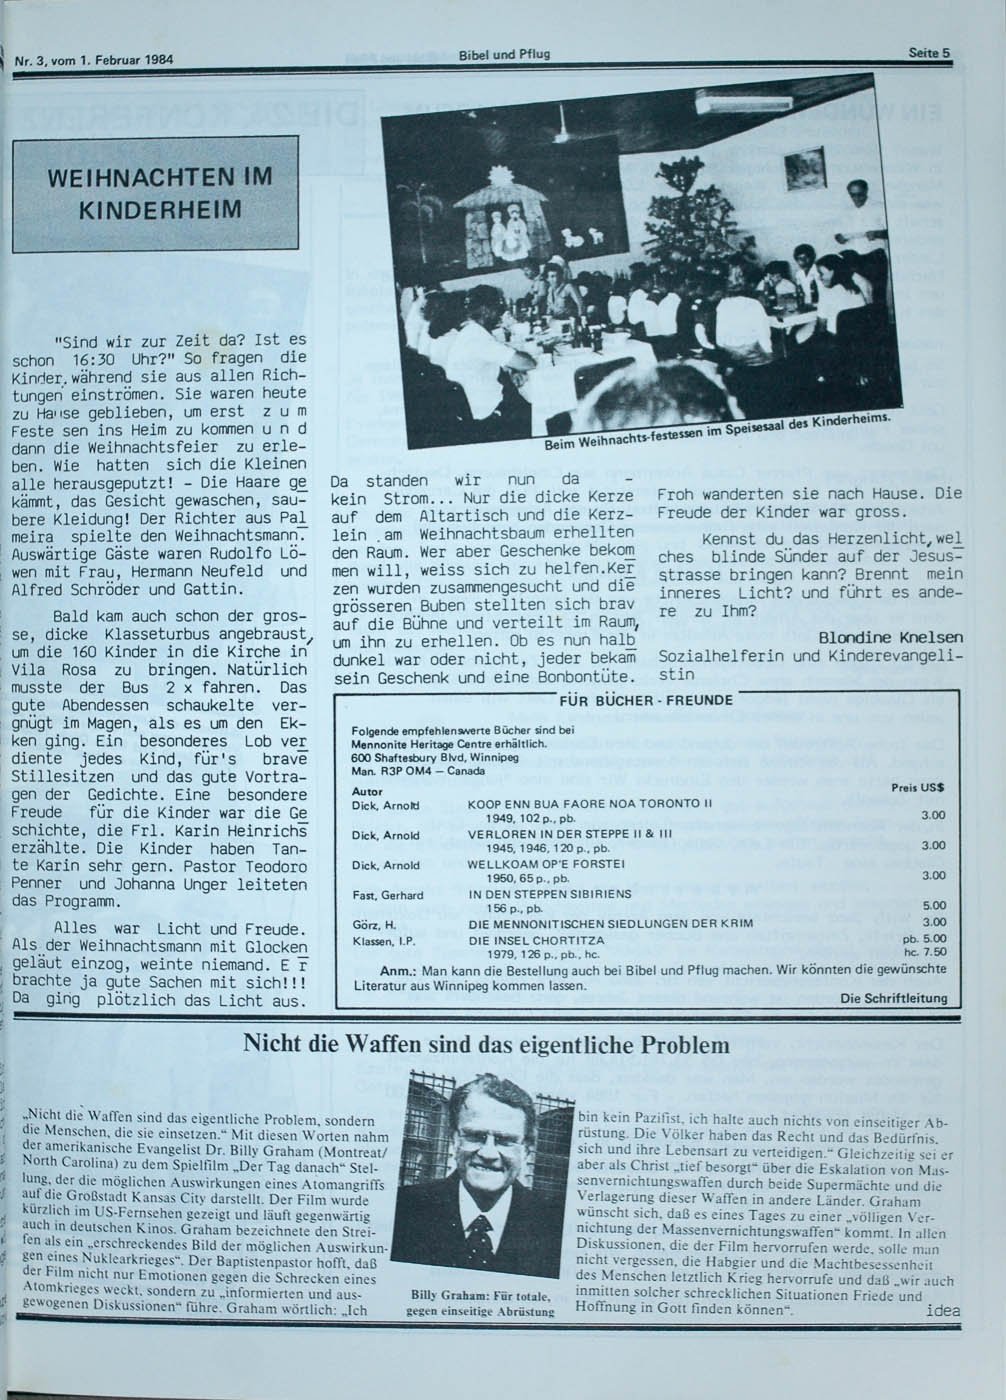 Nr. 3, vom 1. Februar 1984
Bibel und Pflug
Seite 5
WEIHNACHTEN IM
KINDERHEIM
"Sind wir zur Zeit da? Ist es
schon 16:30 Uhr?" So fragen die
Kinder, während sie aus allen Rich-
tungen einströmen. Sie waren heute
zu Hause geblieben, um erst zum
Feste sen ins Heim zu kommen und
dann die Weihnachtsfeier zu erle-
ben. Wie hatten sich die Kleinen
alle herausgeputzt! - Die Haare ge
kämmt, das Gesicht gewaschen, sau-
bere Kleidung! Der Richter aus Pal
meira spielte den Weihnachtsmann.
Auswärtige Gäste waren Rudolfo Lö-
wen mit Frau, Hermann Neufeld und
Alfred Schröder und Gattin.
Bald kam auch schon der gros-
se, dicke Klasseturbus angebraust,
um die 160 Kinder in die Kirche in
Vila Rosa zu bringen. Natürlich
musste der Bus 2 x fahren. Das
gute Abendessen schaukelte ver-
gnügt im Magen, als es um den Ek-
ken ging. Ein besonderes Lob ver
diente jedes Kind, für's brave
Stillesitzen und das gute Vortra-
gen der Gedichte. Eine besondere
Freude für die Kinder war die Ge
schichte, die Frl. Karin Heinrichs
erzählte. Die Kinder haben Tan-
te Karin sehr gern. Pastor Teodoro
Penner und Johanna Unger leiteten
das Programm.
Alles war Licht und Freude.
Als der Weihnachtsmann mit Glocken
geläut einzog, weinte niemand. Er
brachte ja gute Sachen mit sich!!!
Da ging plötzlich das Licht aus.
Beim Weihnachts-festessen im Speisesaal des Kinderheims.
Da standen wir nun da -
kein Strom... Nur die dicke Kerze
auf dem Altartisch und die Kerz-
lein am Weihnachtsbaum erhellten
den Raum. Wer aber Geschenke bekom
men will, weiss sich zu helfen.Ker
zen wurden zusammengesucht und die
grösseren Buben stellten sich brav
auf die Bühne und verteilt im Raum,
um ihn zu erhellen. Ob es nun halb
dunkel war oder nicht, jeder bekam
sein Geschenk und eine Bonbontüte.
Froh wanderten sie nach Hause. Die
Freude der Kinder war gross.
Kennst du das Herzenlicht,wel
ches blinde Sünder auf der Jesus-
strasse bringen kann? Brennt mein
inneres Licht? und führt es ande-
re zu Ihm?
Blondine Knelsen
Sozialhelferin und Kinderevangeli-
stin
FÜR BÜCHER - FREUNDE
Folgende empfehlenswerte Bücher sind bei
Mennonite Heritage Centre erhältlich.
600 Shaftesbury Blvd, Winnipeg
Man. R3P OM4 – Canada
Autor Preis US$
Dick, Arnold KOOP ENN BUA FAORE NOA TORONTO II
1949, 102 p., pb. 3.00
Dick, Arnold VERLOREN IN DER STEPPE II & III
1945, 1946, 120 p., pb. 3.00
Dick, Arnold WELLKOAM OP'E FORSTEI
1950, 65 p., pb. 3.00
Fast, Gerhard IN DEN STEPPEN SIBIRIENS
156 p., pb. 5.00
Görz, H. DIE MENNONITISCHEN SIEDLUNGEN DER KRIM 3.00
Klassen, I.P. DIE INSEL CHORTITZA pb. 5.00
1979, 126 p., pb., hc. hc. 7.50
Anm.: Man kann die Bestellung auch bei Bibel und Pflug machen. Wir könnten die gewünschte
Literatur aus Winnipeg kommen lassen.
Die Schriftleitung
Nicht die Waffen sind das eigentliche Problem
„Nicht die Waffen sind das eigentliche Problem, sondern
die Menschen, die sie einsetzen.“ Mit diesen Worten nahm
der amerikanische Evangelist Dr. Billy Graham (Montreat/
North Carolina) zu dem Spielfilm „Der Tag danach“ Stel-
lung, der die möglichen Auswirkungen eines Atomangriffs
auf die Großstadt Kansas City darstellt. Der Film wurde
kürzlich im US-Fernsehen gezeigt und läuft gegenwärtig
auch in deutschen Kinos. Graham bezeichnete den Strei-
fen als ein „erschreckendes Bild der möglichen Auswirkun-
gen eines Nuklearkrieges“. Der Baptistenpastor hofft, daß
der Film nicht nur Emotionen gegen die Schrecken eines
Atomkrieges weckt, sondern zu „informierten und aus-
gewogenen Diskussionen“ führe. Graham wörtlich: „Ich
Billy Graham: Für totale,
gegen einseitige Abrüstung
bin kein Pazifist, ich halte auch nichts von einseitiger Ab-
rüstung. Die Völker haben das Recht und das Bedürfnis,
sich und ihre Lebensart zu verteidigen.“ Gleichzeitig sei er
aber als Christ „tief besorgt“ über die Eskalation von Mas-
senvernichtungswaffen durch beide Supermächte und die
Verlagerung dieser Waffen in andere Länder. Graham
wünscht sich, daß es eines Tages zu einer „völligen Ver-
nichtung der Massenvernichtungswaffen“ kommt. In allen
Diskussionen, die der Film hervorrufen werde, solle man
nicht vergessen, die Habgier und die Machtbesessenheit
des Menschen letztlich Krieg hervorrufe und daß „wir auch
inmitten solcher schrecklichen Situationen Friede und
Hoffnung in Gott finden können“.
idea